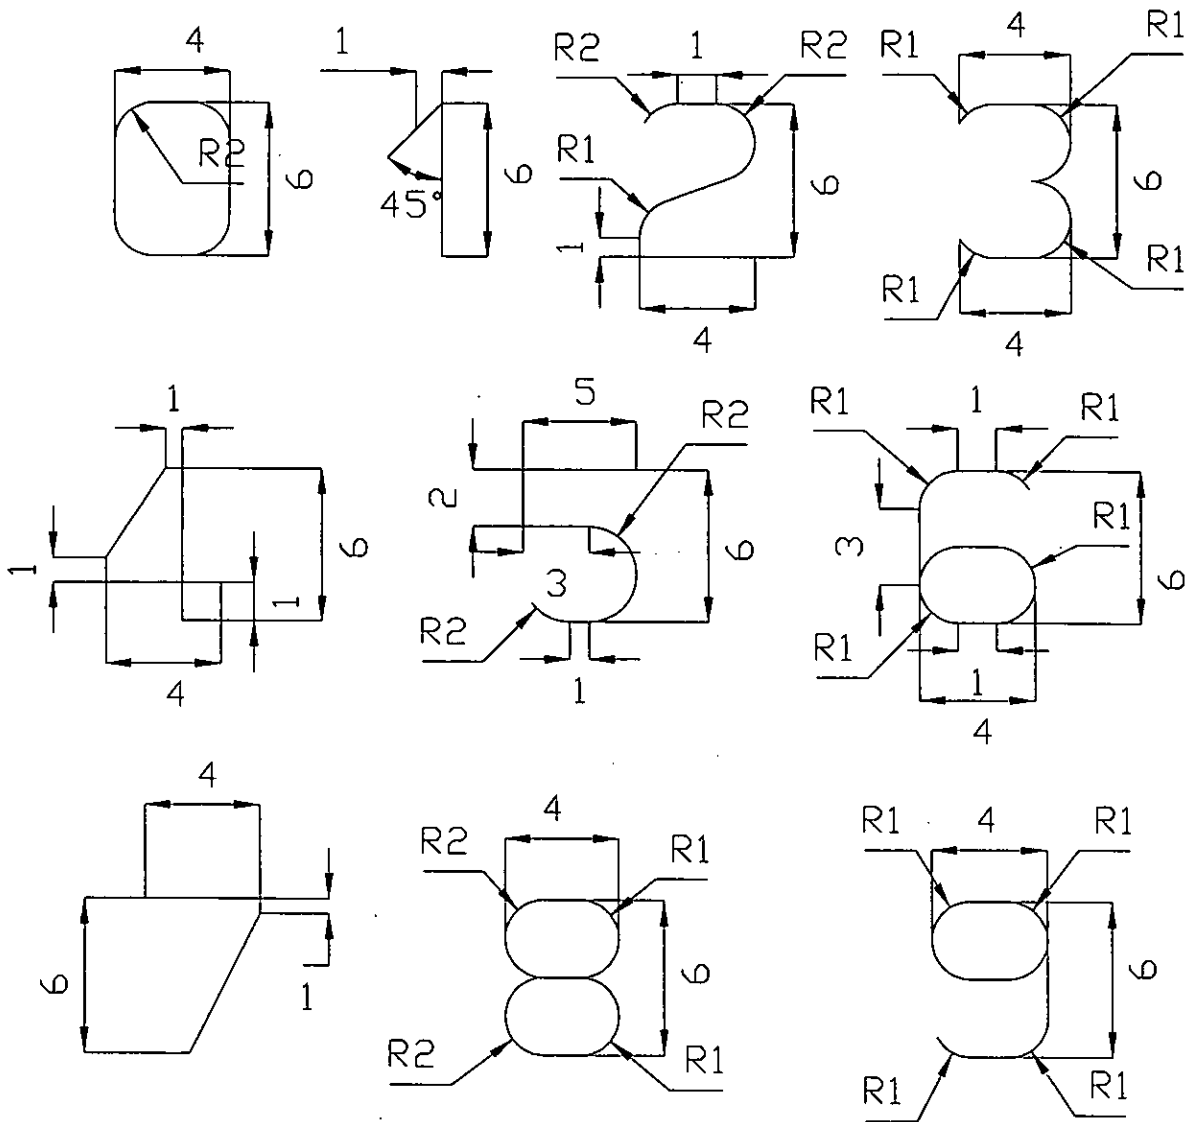 4 1 R2 1 R2 R1 4 R1
R2 6 45° 6 R1 6 6
1 4 R1 4 R1
1 5 R2 R1 1 R1
1 6 2 6 3 R1 6
1 3 R2 R1 1
4 1 4
4 R2 4 R1 R1 4 R1
6 1 6 6
R2 R1 R1 R1